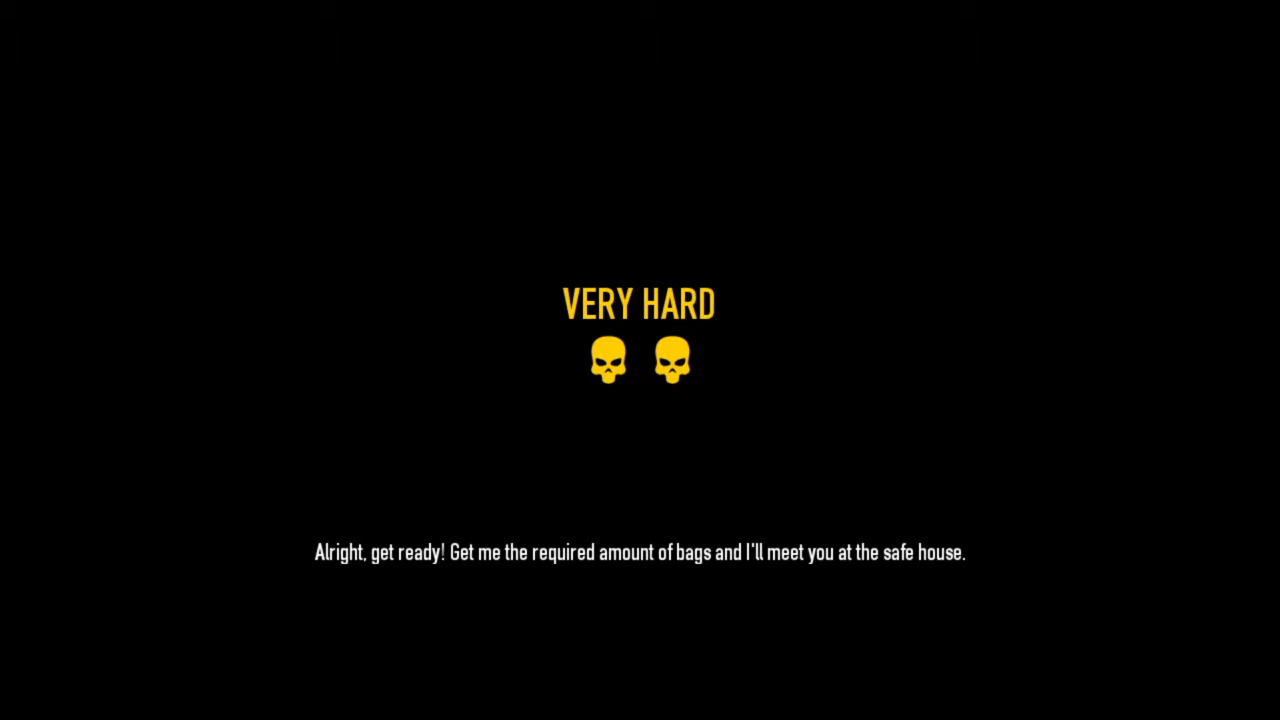 VERY HARD
Alright, get ready! Get me the required amount of bags and I'll meet you at the safe house.